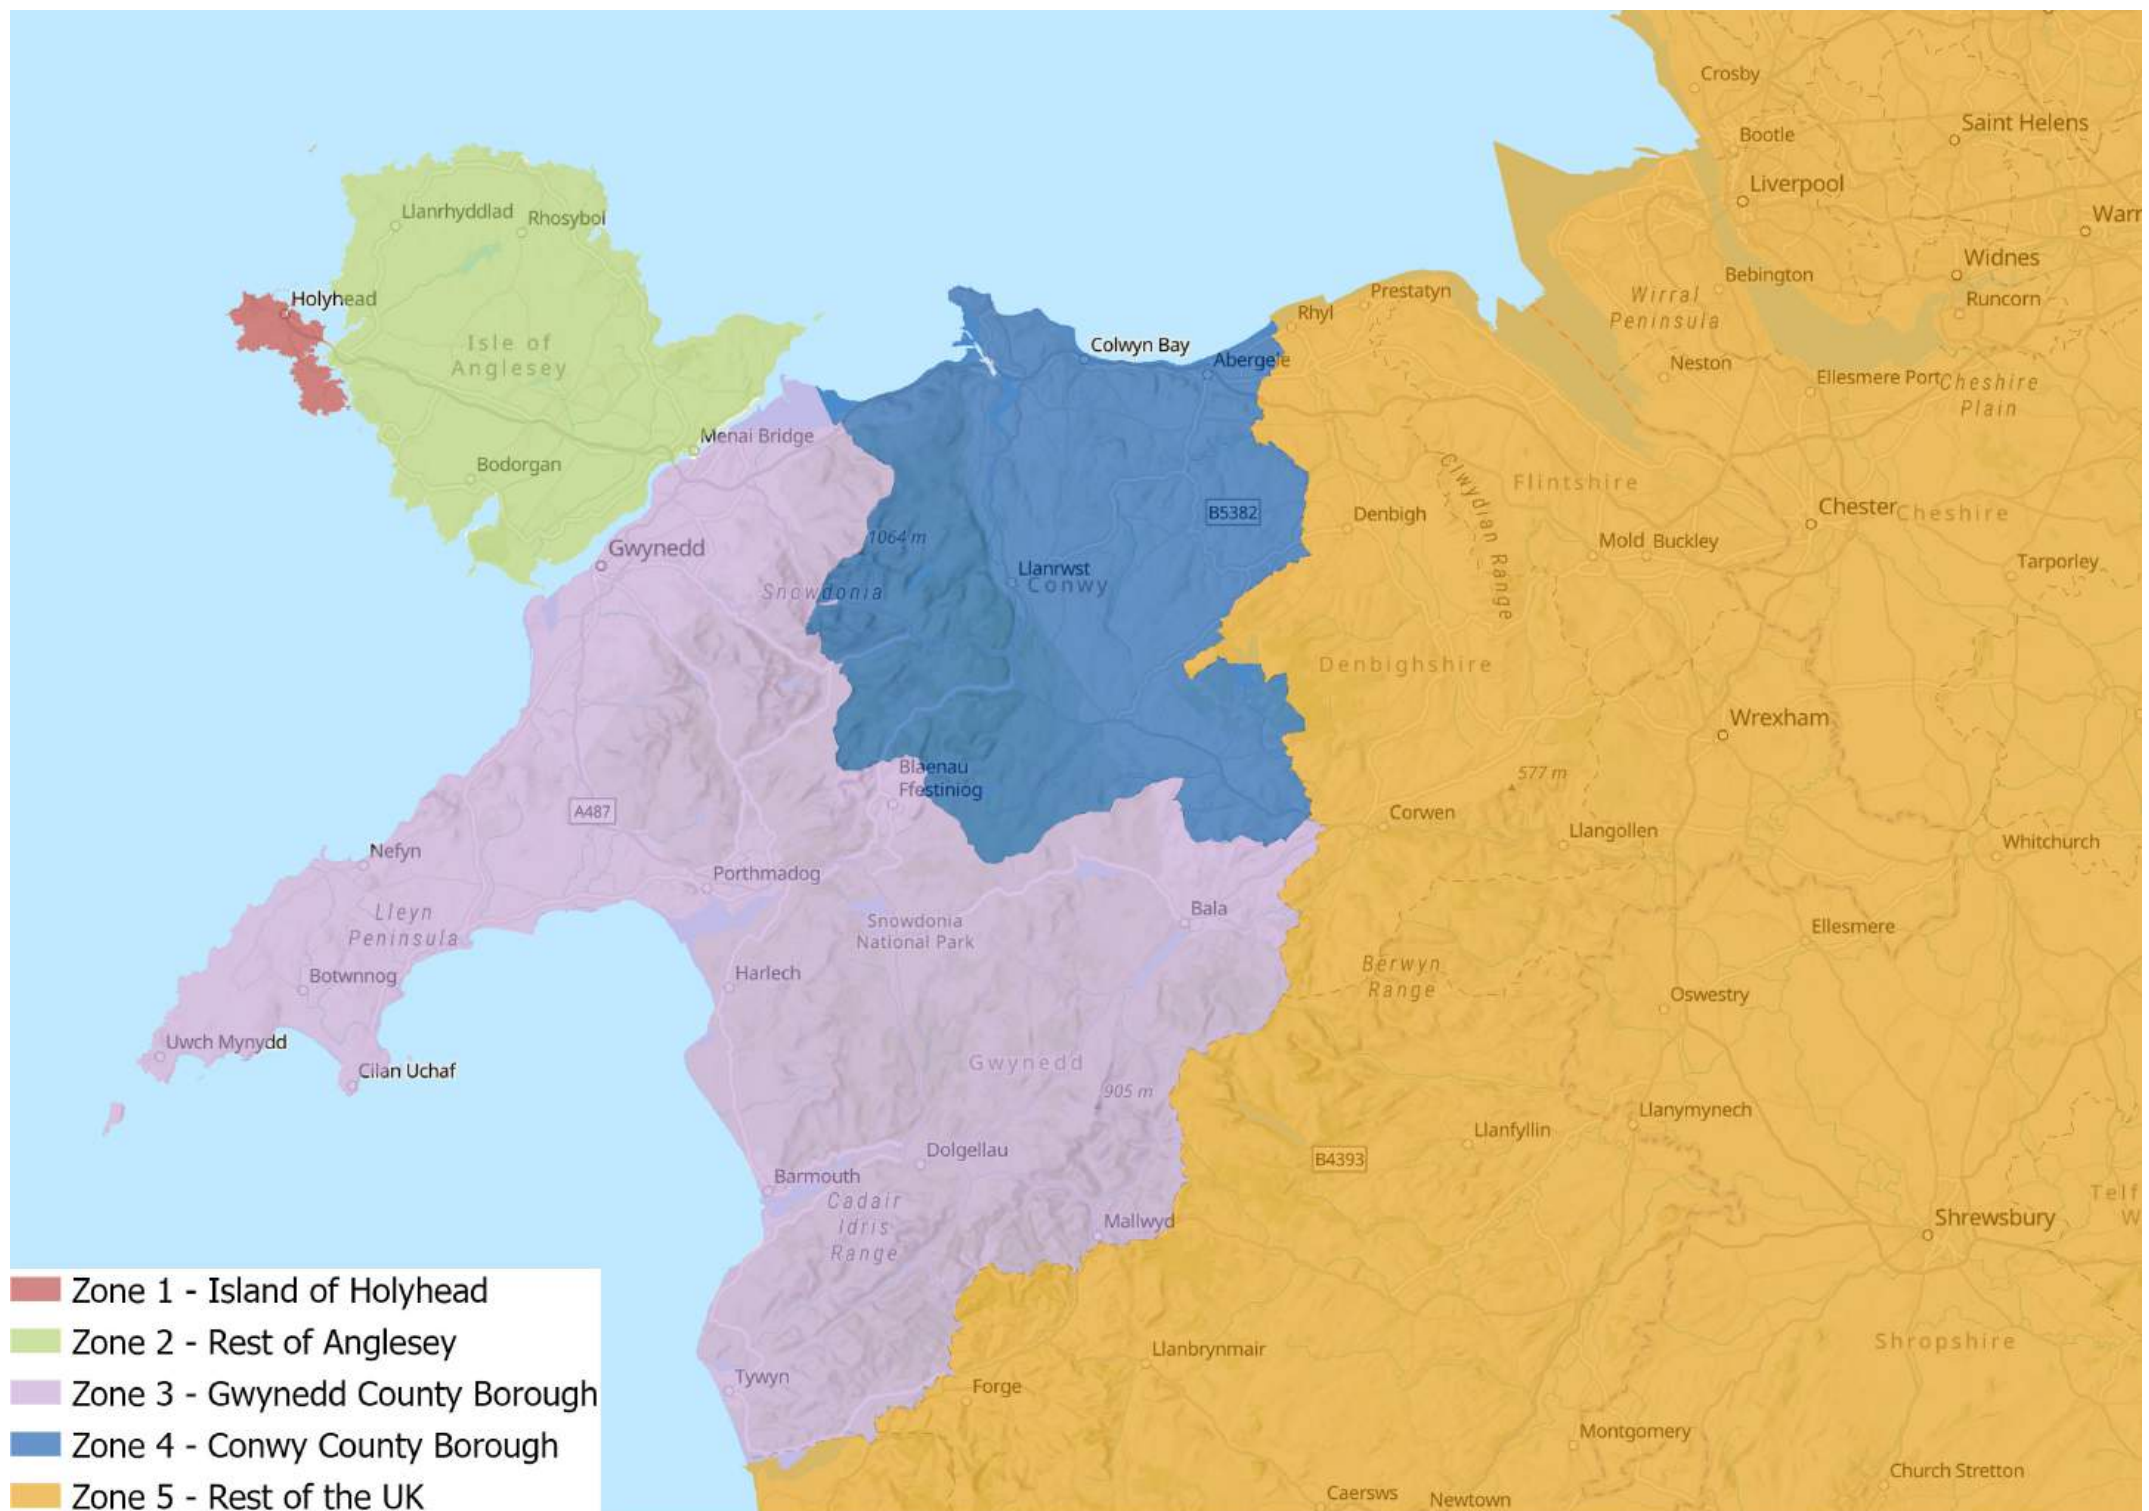 Crosby
Bootle
Saint Helens
Liverpool
Warr
Llanrhyddlad
Rhosybol
Widnes
Bebington
Wirral
Peninsula
Runcorn
Holyhead
Prestatyn
Rhyl
Isle of
Anglesey
Colwyn Bay
Abergele
Neston
Ellesmere Port
Cheshire
Plain
Menai Bridge
Bodorgan
Clwydian Range
Flintshire
B5382
Denbigh
Chester
Cheshire
1064 m
Gwynedd
Mold
Buckley
Tarporley
Snowdonia
Llanrwst
Conwy
Denbighshire
Wrexham
Blaenau
Ffestiniog
577 m
A487
Corwen
Llangollen
Whitchurch
Nefyn
Porthmadog
Lleyn
Peninsula
Snowdonia
National Park
Bala
Ellesmere
Botwnnog
Harlech
Berwyn
Range
Oswestry
Uwch Mynydd
Cilan Uchaf
Gwynedd
905 m
Llanymynech
Llanfyllin
Dolgellau
B4393
Barmouth
Cadair
Idris
Range
Mallwyd
Telf
W
Shrewsbury
Llanbrynmair
Shropshire
Tywyn
Forge
Montgomery
Church Stretton
Caersws
Newtown
Zone 1 - Island of Holyhead
Zone 2 - Rest of Anglesey
Zone 3 - Gwynedd County Borough
Zone 4 - Conwy County Borough
Zone 5 - Rest of the UK